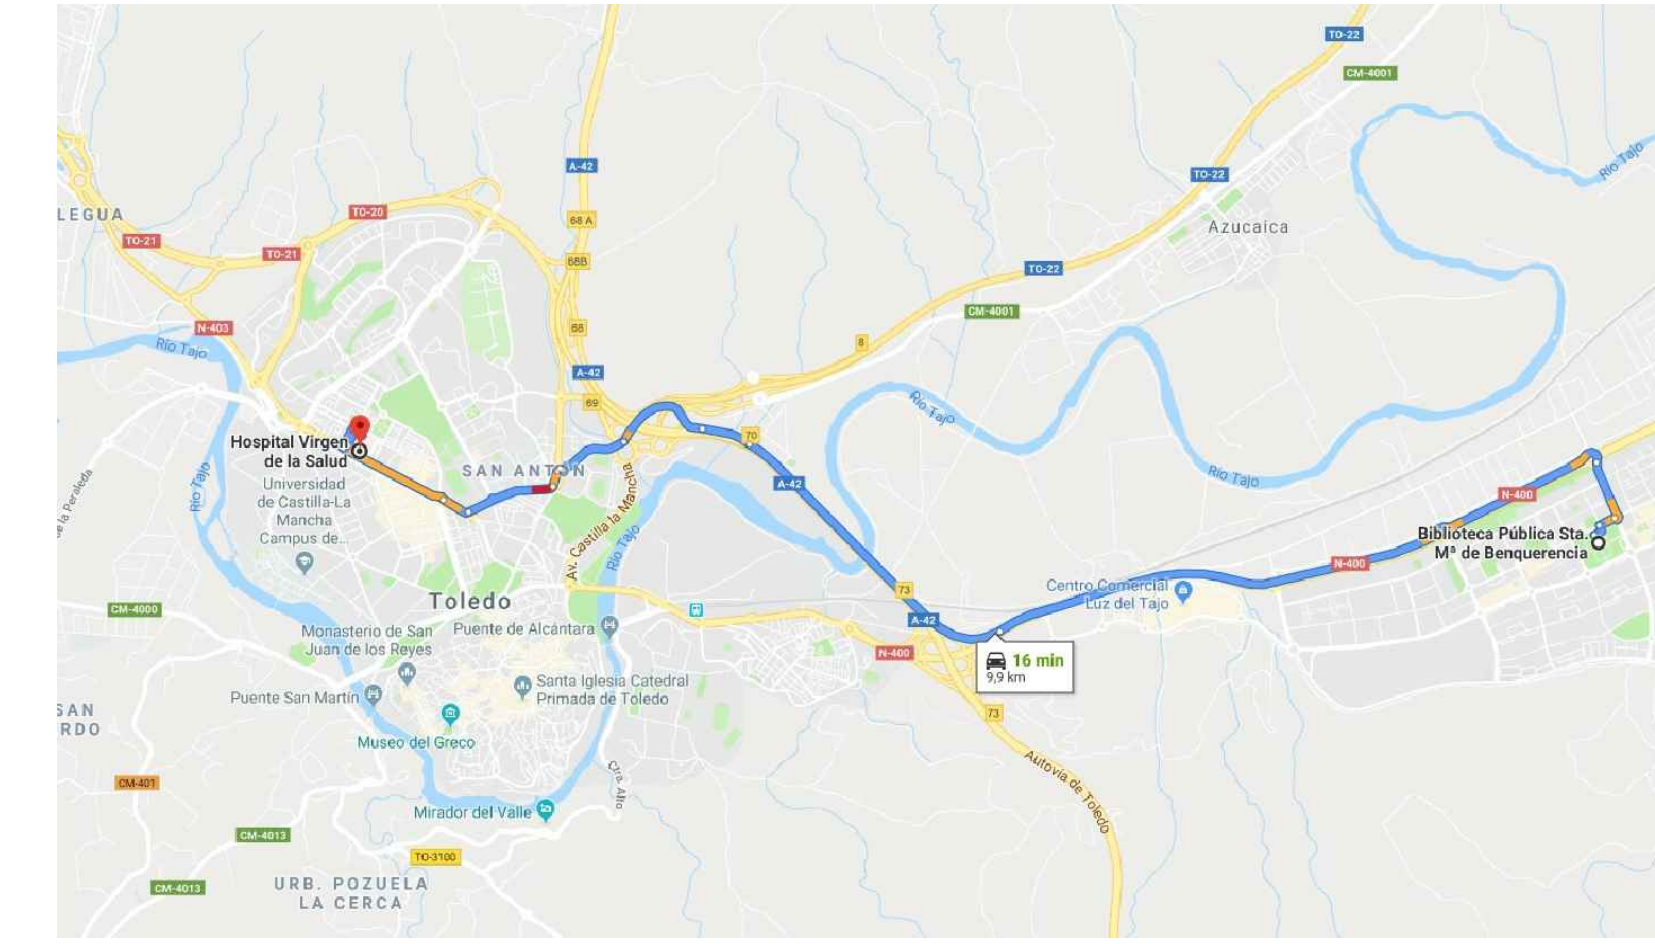 TO-22
CM-4001
A-42
Río Tajo
TO-22
LEGUA
TO-20
68 A
Azucaica
TO-21
TO-21
68B
TO-22
CM-4001
N-403
68
Río Tajo
8
A-42
69
Río Tajo
70
Hospital Virgen
de la Salud
SAN ANTÓN
Río Tajo
Río Tajo
A-42
Universidad
de Castilla-La
Mancha
Campus de...
Av. Castilla la Mancha
Río Tajo
N-400
Biblioteca Pública Sta.
Mª de Benquerencia
N-400
Centro Comercial
Luz del Tajo
73
CM-4000
Toledo
A-42
Monasterio de San
Juan de los Reyes
Puente de Alcántara
N-400
16 min
9,9 km
Puente San Martín
Santa Iglesia Catedral
Primada de Toledo
SAN
RDO
73
Museo del Greco
Autovía de Toledo
CM-401
Mirador del Valle
CM-4013
TO-3100
URB. POZUELA
LA CERCA
CM-4013